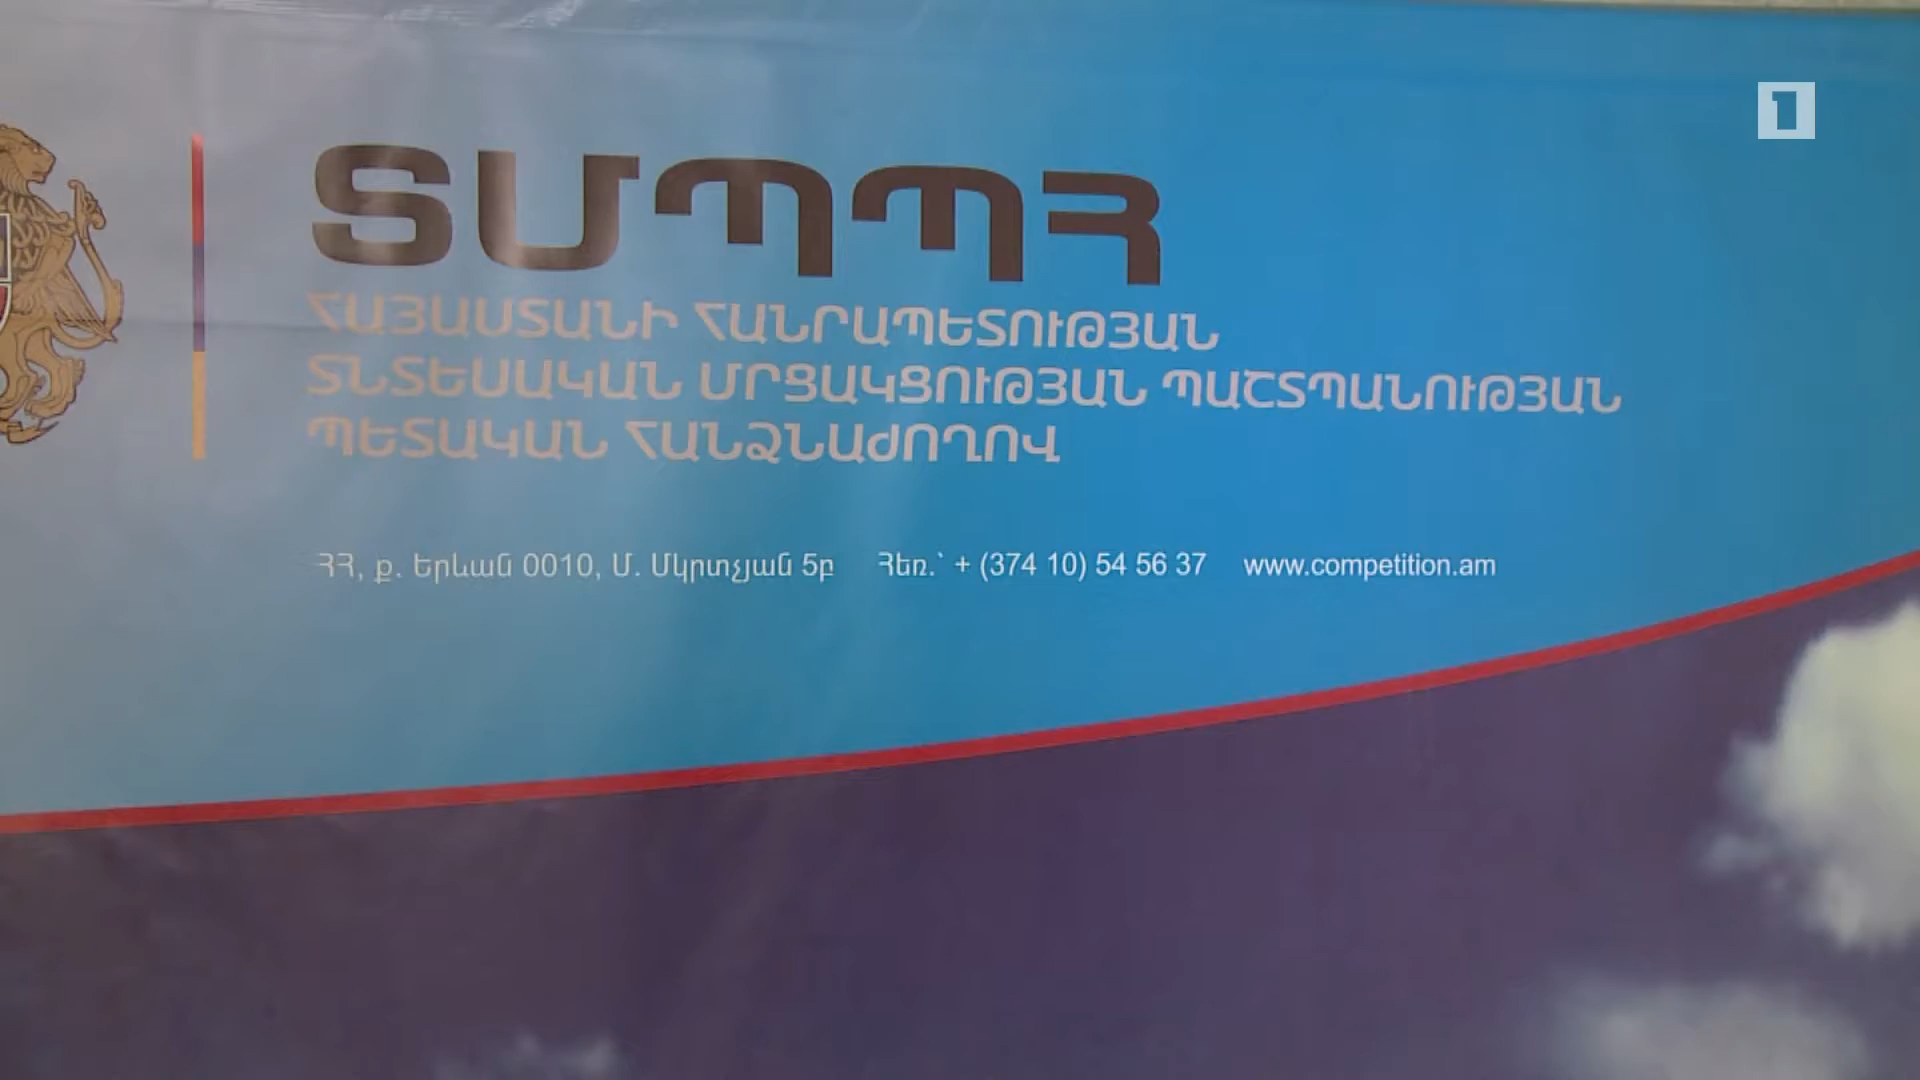 1
ՏՄՊՊՀ
ՀԱՅԱՍՏԱՆԻ ՀԱՆՐԱՊԵՏՈՒԹՅԱՆ
ՏՆՏԵՍԱԿԱՆ ՄՐՑԱԿՑՈՒԹՅԱՆ ՊԱՇՏՊԱՆՈՒԹՅԱՆ
ՊԵՏԱԿԱՆ ՀԱՆՁՆԱԺՈՂՈՎ
ՀՀ, ք. Երևան 0010, Մ. Մկրտչյան 5բ Հեռ.՝ + (374 10) 54 56 37 www.competition.am